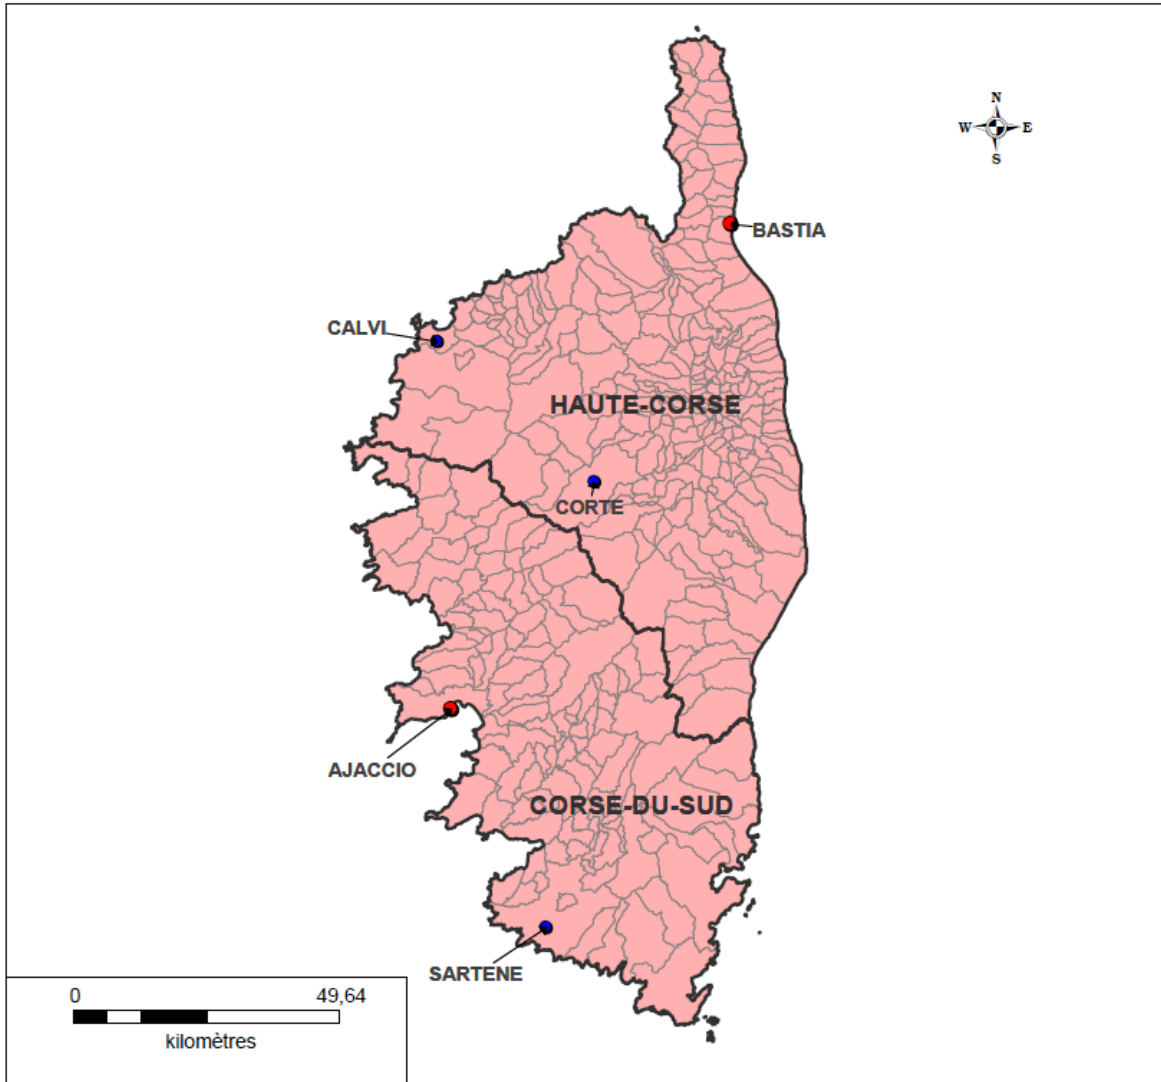 N
W E
S
BASTIA
CALVI
HAUTE-CORSE
CORTE
AJACCIO
CORSE-DU-SUD
SARTENE
0 49,64
kilomètres